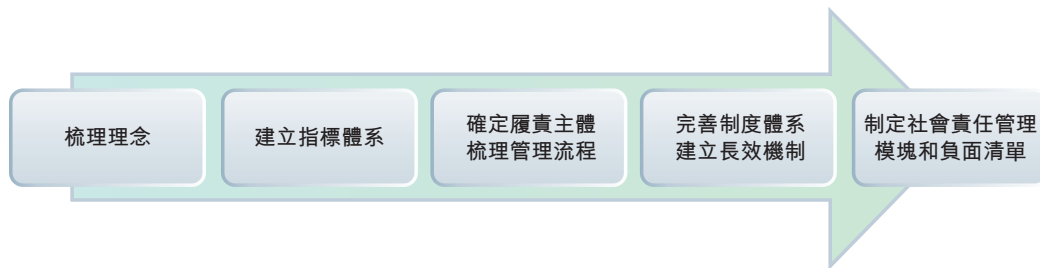 梳理理念
建立指標體系
確定履責主體
梳理管理流程
完善制度體系
建立長效機制
制定社會責任管理
模塊和負面清單